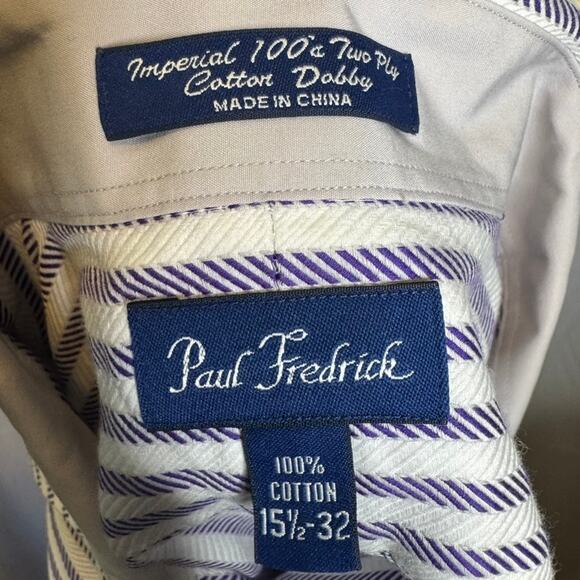 Imperial 100's Two Ply
Cotton Dobby
MADE IN CHINA
Paul Fredrick
100%
COTTON
15½-32